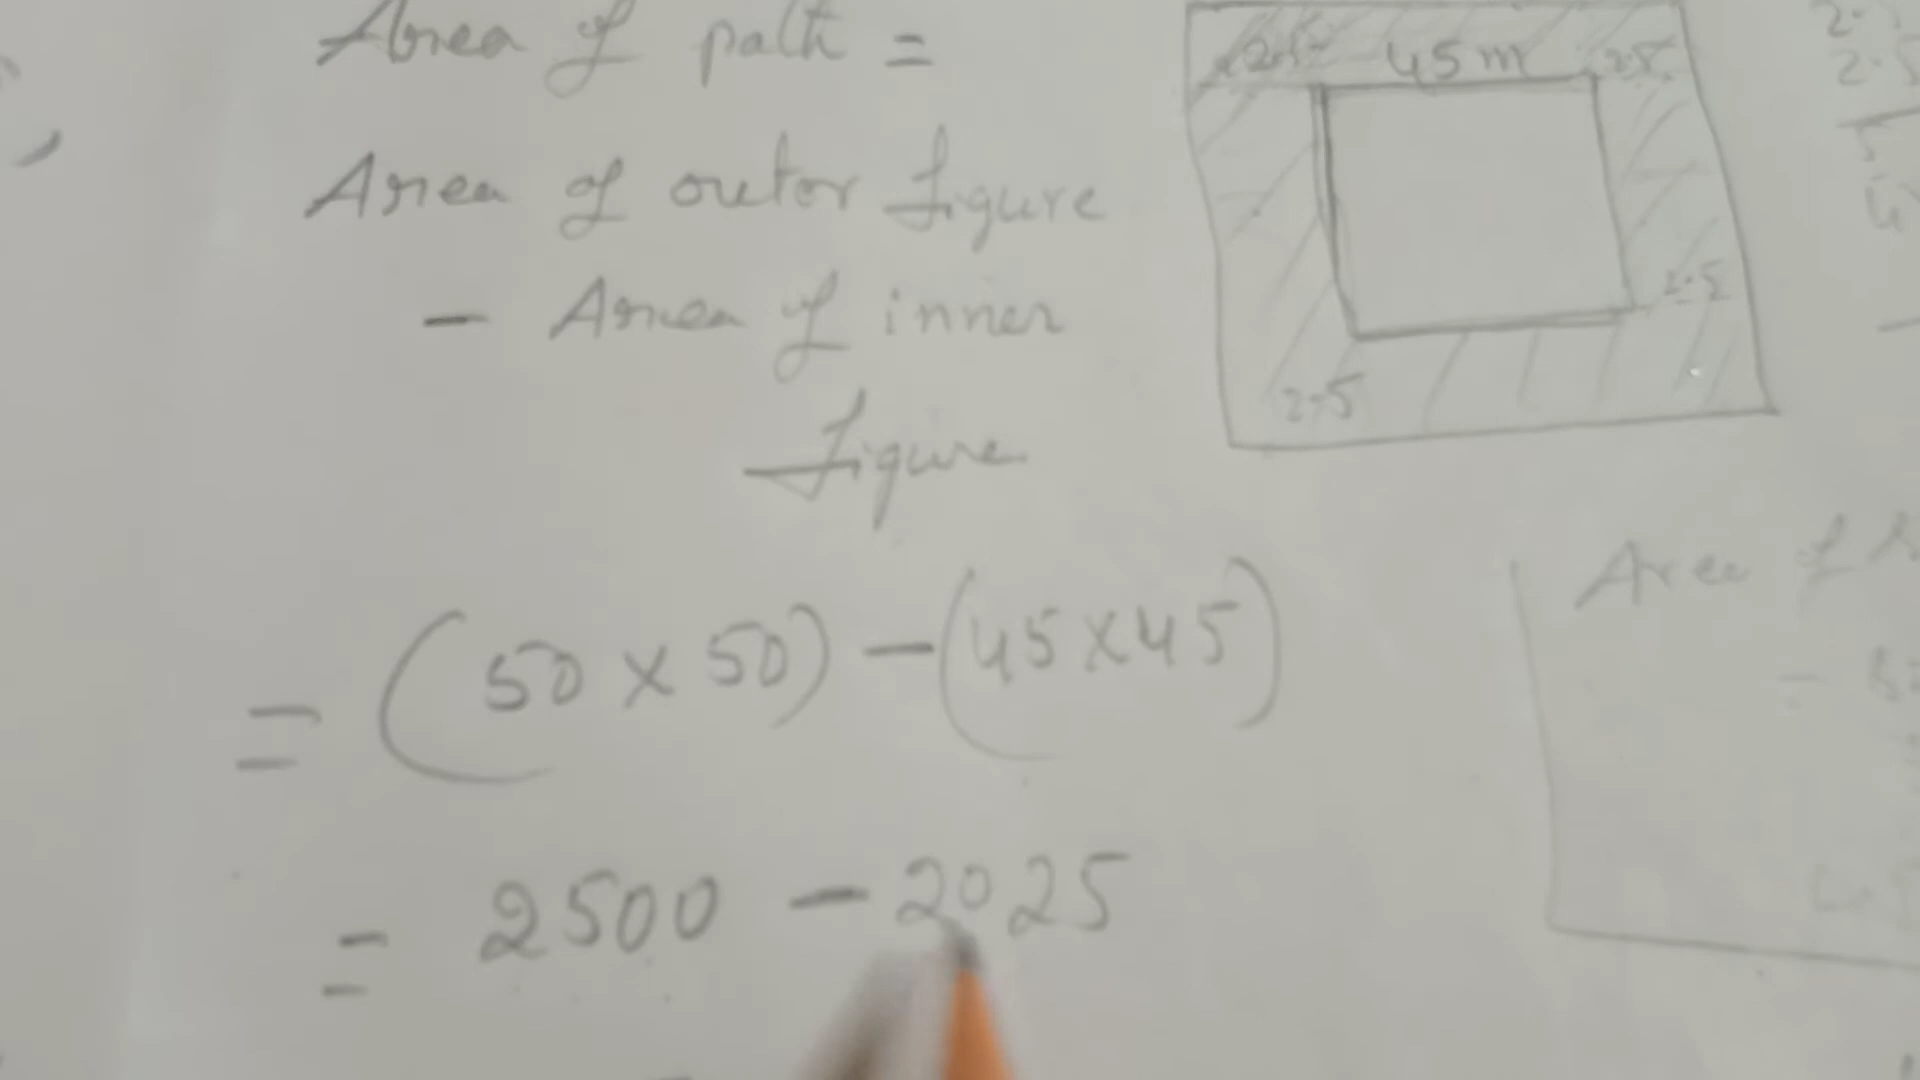 Area of path =
Area of outer figure
- Area of inner
figure
= (50 x 50) - (45 x 45)
= 2500 - 2025
45 m
2.5
2.5
2.5
2.5
Area of